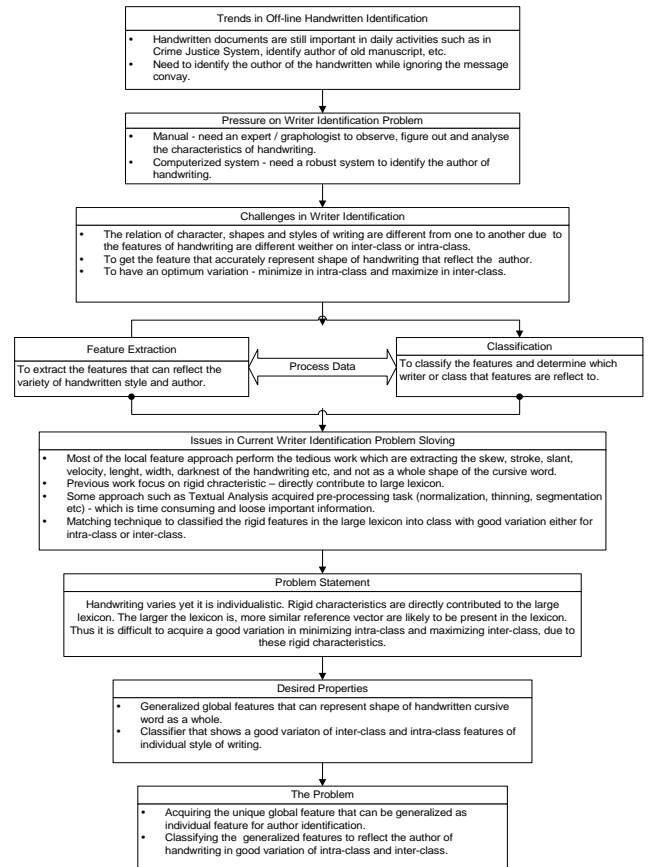 Trends in Off-line Handwritten Identification
• Handwritten documents are still important in daily activities such as in
Crime Justice System, identify author of old manuscript, etc.
• Need to identify the outhor of the handwritten while ignoring the message
convay.
Pressure on Writer Identification Problem
• Manual - need an expert / graphologist to observe, figure out and analyse
the characteristics of handwriting.
• Computerized system - need a robust system to identify the author of
handwriting.
Challenges in Writer Identification
• The relation of character, shapes and styles of writing are different from one to another due to
the features of handwriting are different weither on inter-class or intra-class.
• To get the feature that accurately represent shape of handwriting that reflect the author.
• To have an optimum variation - minimize in intra-class and maximize in inter-class.
Feature Extraction
To extract the features that can reflect the
variety of handwritten style and author.
Process Data
Classification
To classify the features and determine which
writer or class that features are reflect to.
Issues in Current Writer Identification Problem Sloving
• Most of the local feature approach perform the tedious work which are extracting the skew, stroke, slant,
velocity, lenght, width, darkness of the handwriting etc, and not as a whole shape of the cursive word.
• Previous work focus on rigid chracteristic – directly contribute to large lexicon.
• Some approach such as Textual Analysis acquired pre-processing task (normalization, thinning, segmentation
etc) - which is time consuming and loose important information.
• Matching technique to classified the rigid features in the large lexicon into class with good variation either for
intra-class or inter-class.
Problem Statement
Handwriting varies yet it is individualistic. Rigid characteristics are directly contributed to the large
lexicon. The larger the lexicon is, more similar reference vector are likely to be present in the lexicon.
Thus it is difficult to acquire a good variation in minimizing intra-class and maximizing inter-class, due to
these rigid characteristics.
Desired Properties
• Generalized global features that can represent shape of handwritten cursive
word as a whole.
• Classifier that shows a good variaton of inter-class and intra-class features of
individual style of writing.
The Problem
• Acquiring the unique global feature that can be generalized as
individual feature for author identification.
• Classifying the generalized features to reflect the author of
handwriting in good variation of intra-class and inter-class.